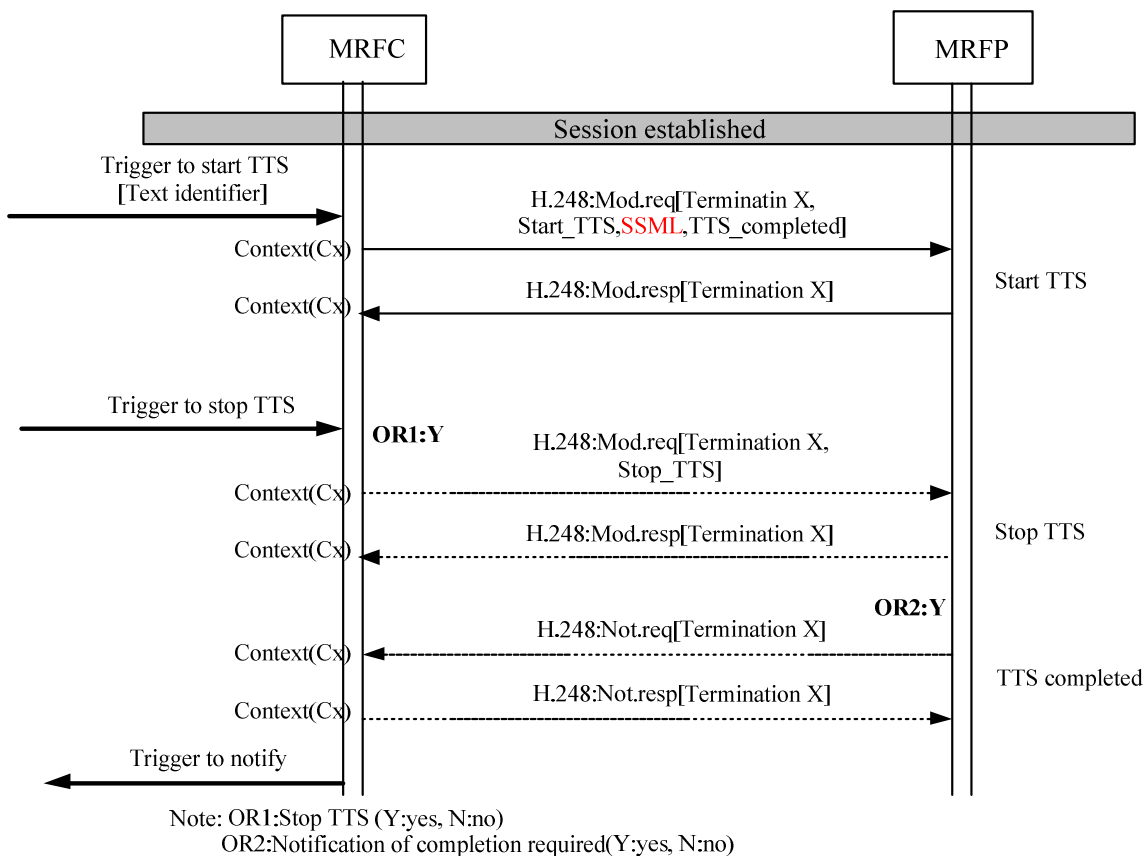 MRFC
MRFP
Session established
Trigger to start TTS
[Text identifier]
H.248:Mod.req[Terminatin X,
Start_TTS,SSML,TTS_completed]
Context(Cx)
Start TTS
H.248:Mod.resp[Termination X]
Context(Cx)
Trigger to stop TTS
OR1:Y
H.248:Mod.req[Termination X,
Stop_TTS]
Context(Cx)
H.248:Mod.resp[Termination X]
Stop TTS
Context(Cx)
OR2:Y
H.248:Not.req[Termination X]
Context(Cx)
TTS completed
H.248:Not.resp[Termination X]
Context(Cx)
Trigger to notify
Note: OR1:Stop TTS (Y:yes, N:no)
OR2:Notification of completion required(Y:yes, N:no)